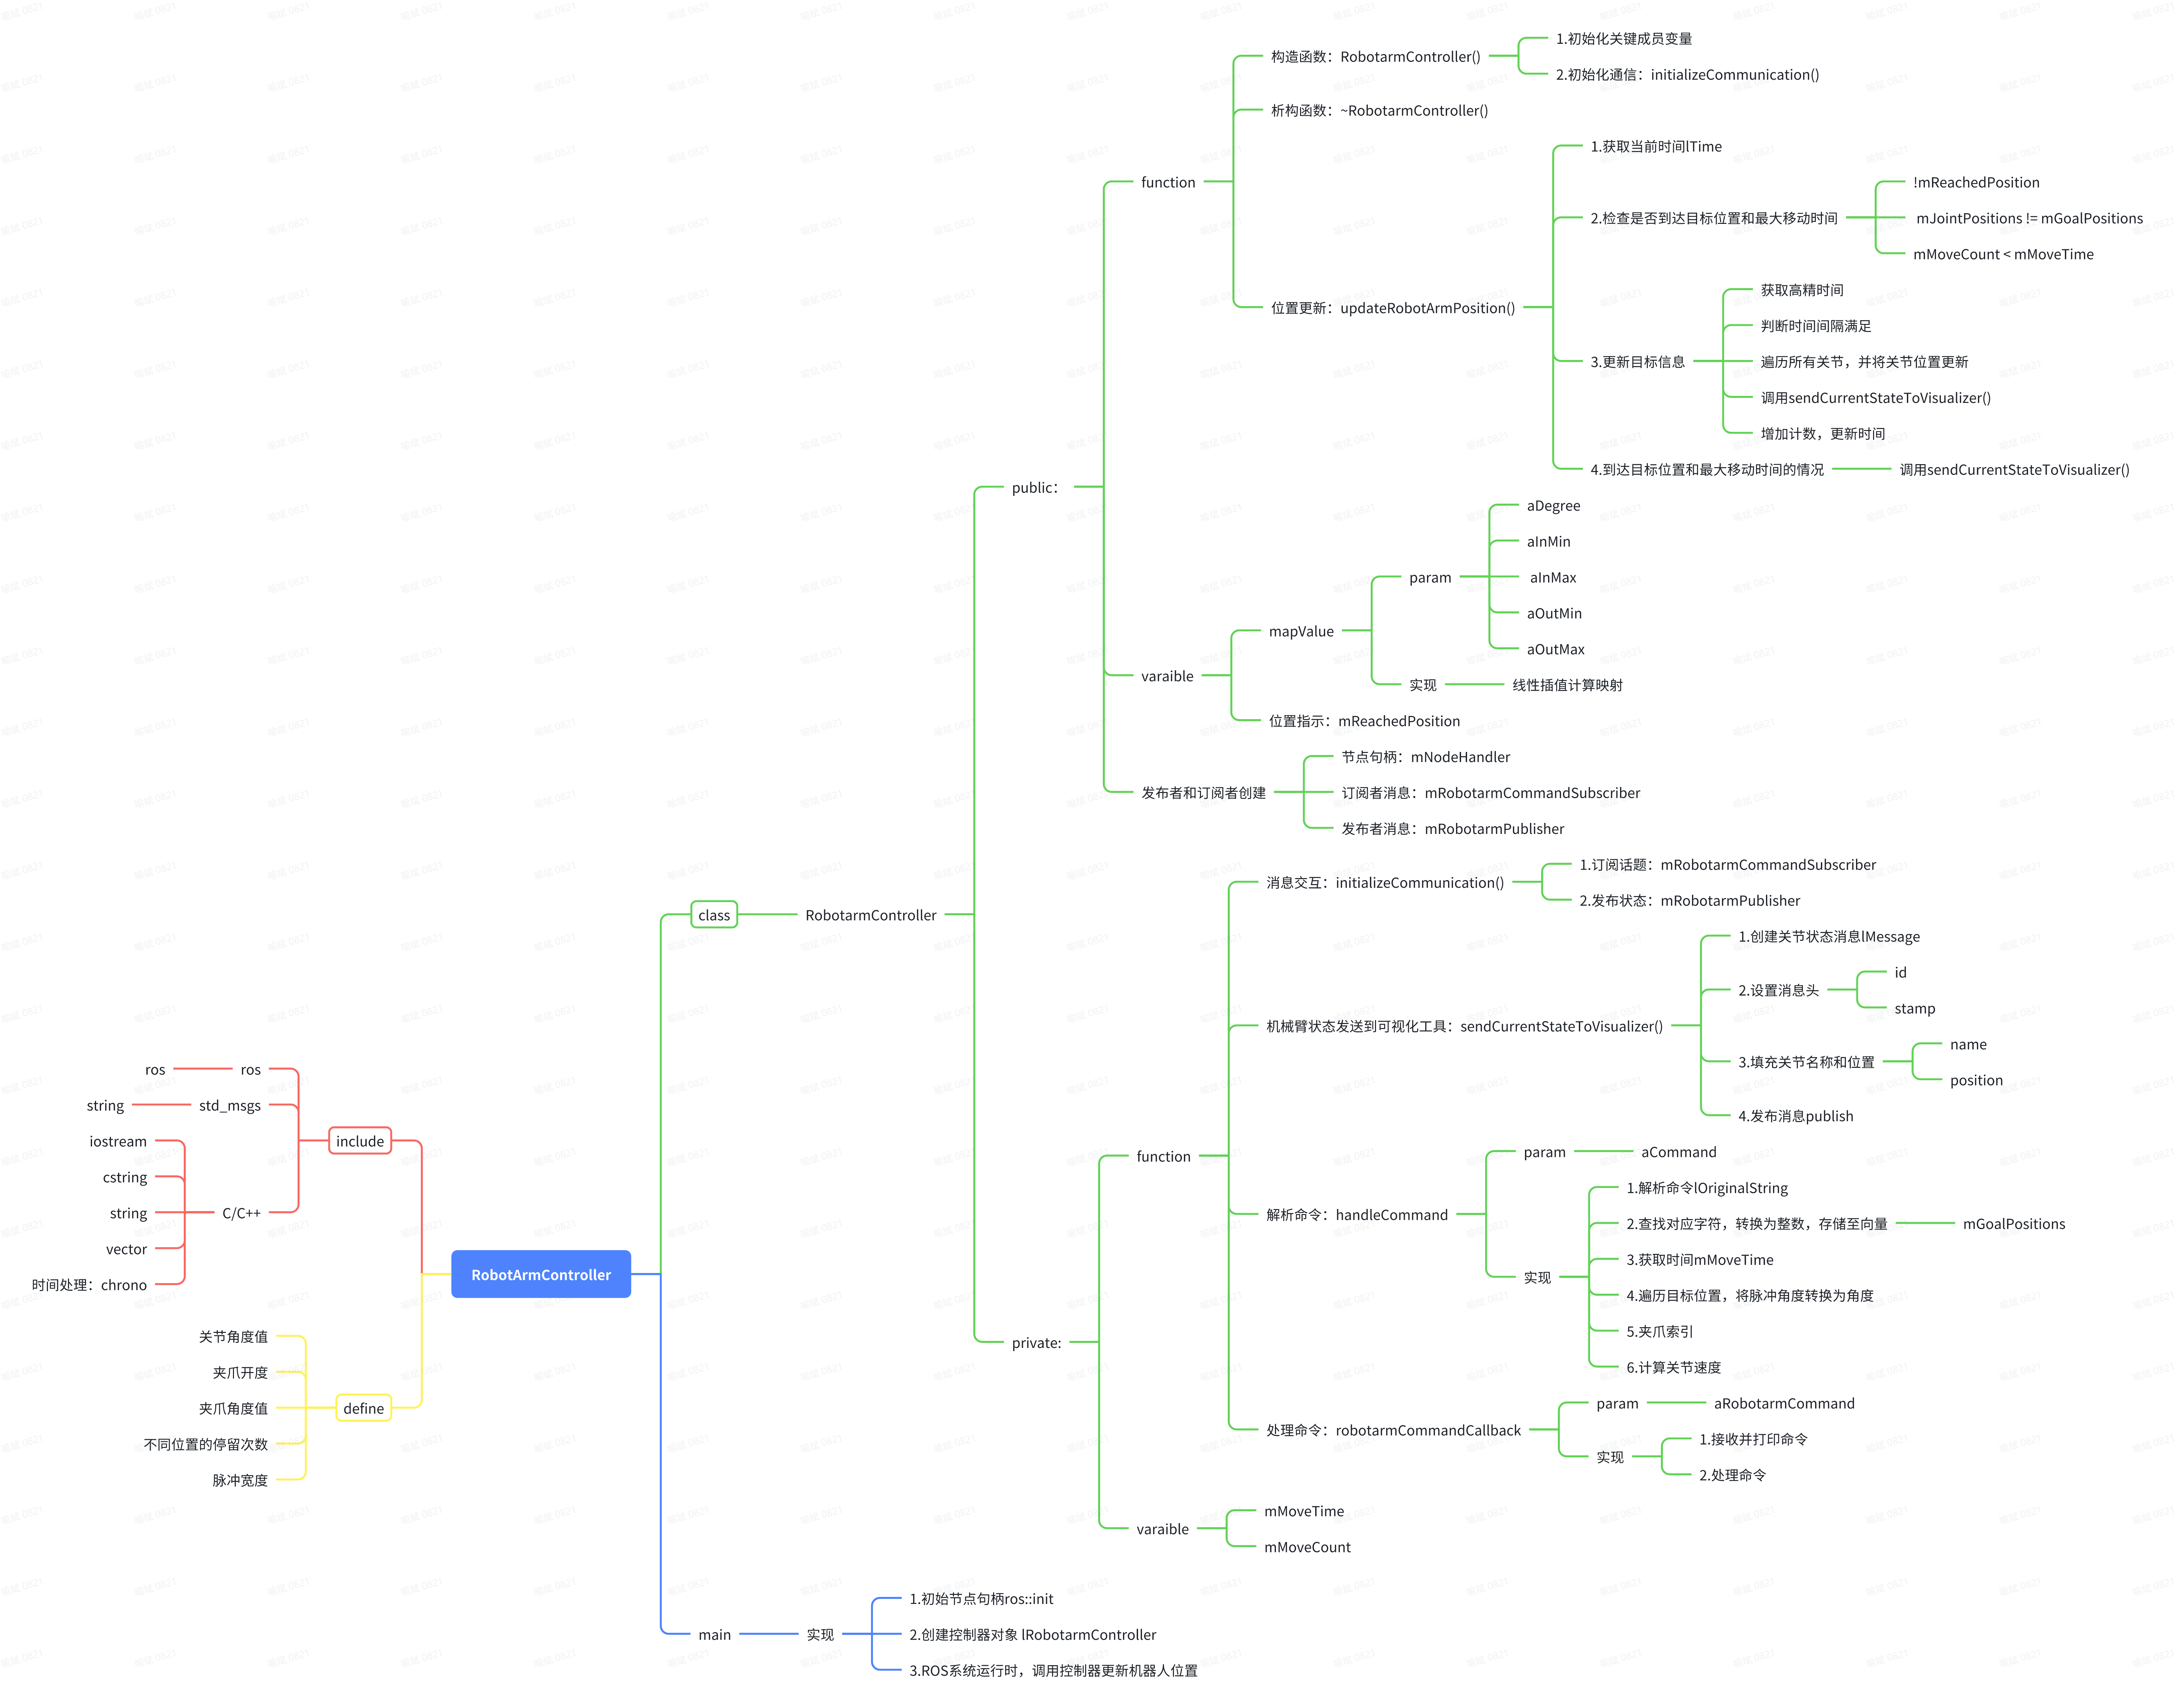 RobotArmController
include
ros
ros
std_msgs
string
C/C++
iostream
cstring
string
vector
时间处理：chrono
define
关节角度值
夹爪开度
夹爪角度值
不同位置的停留次数
脉冲宽度
class
RobotarmController
public：
function
构造函数：RobotarmController()
1.初始化关键成员变量
2.初始化通信：initializeCommunication()
析构函数：~RobotarmController()
位置更新：updateRobotArmPosition()
1.获取当前时间lTime
2.检查是否到达目标位置和最大移动时间
!mReachedPosition
mJointPositions != mGoalPositions
mMoveCount < mMoveTime
3.更新目标信息
获取高精时间
判断时间间隔满足
遍历所有关节，并将关节位置更新
调用sendCurrentStateToVisualizer()
增加计数，更新时间
4.到达目标位置和最大移动时间的情况
调用sendCurrentStateToVisualizer()
varaible
mapValue
param
aDegree
aInMin
aInMax
aOutMin
aOutMax
实现
线性插值计算映射
位置指示：mReachedPosition
发布者和订阅者创建
节点句柄：mNodeHandler
订阅者消息：mRobotarmCommandSubscriber
发布者消息：mRobotarmPublisher
private:
function
消息交互：initializeCommunication()
1.订阅话题：mRobotarmCommandSubscriber
2.发布状态：mRobotarmPublisher
机械臂状态发送到可视化工具：sendCurrentStateToVisualizer()
1.创建关节状态消息lMessage
2.设置消息头
id
stamp
3.填充关节名称和位置
name
position
4.发布消息publish
解析命令：handleCommand
param
aCommand
实现
1.解析命令lOriginalString
2.查找对应字符，转换为整数，存储至向量
mGoalPositions
3.获取时间mMoveTime
4.遍历目标位置，将脉冲角度转换为角度
5.夹爪索引
6.计算关节速度
处理命令：robotarmCommandCallback
param
aRobotarmCommand
实现
1.接收并打印命令
2.处理命令
varaible
mMoveTime
mMoveCount
main
实现
1.初始节点句柄ros::init
2.创建控制器对象 lRobotarmController
3.ROS系统运行时，调用控制器更新机器人位置